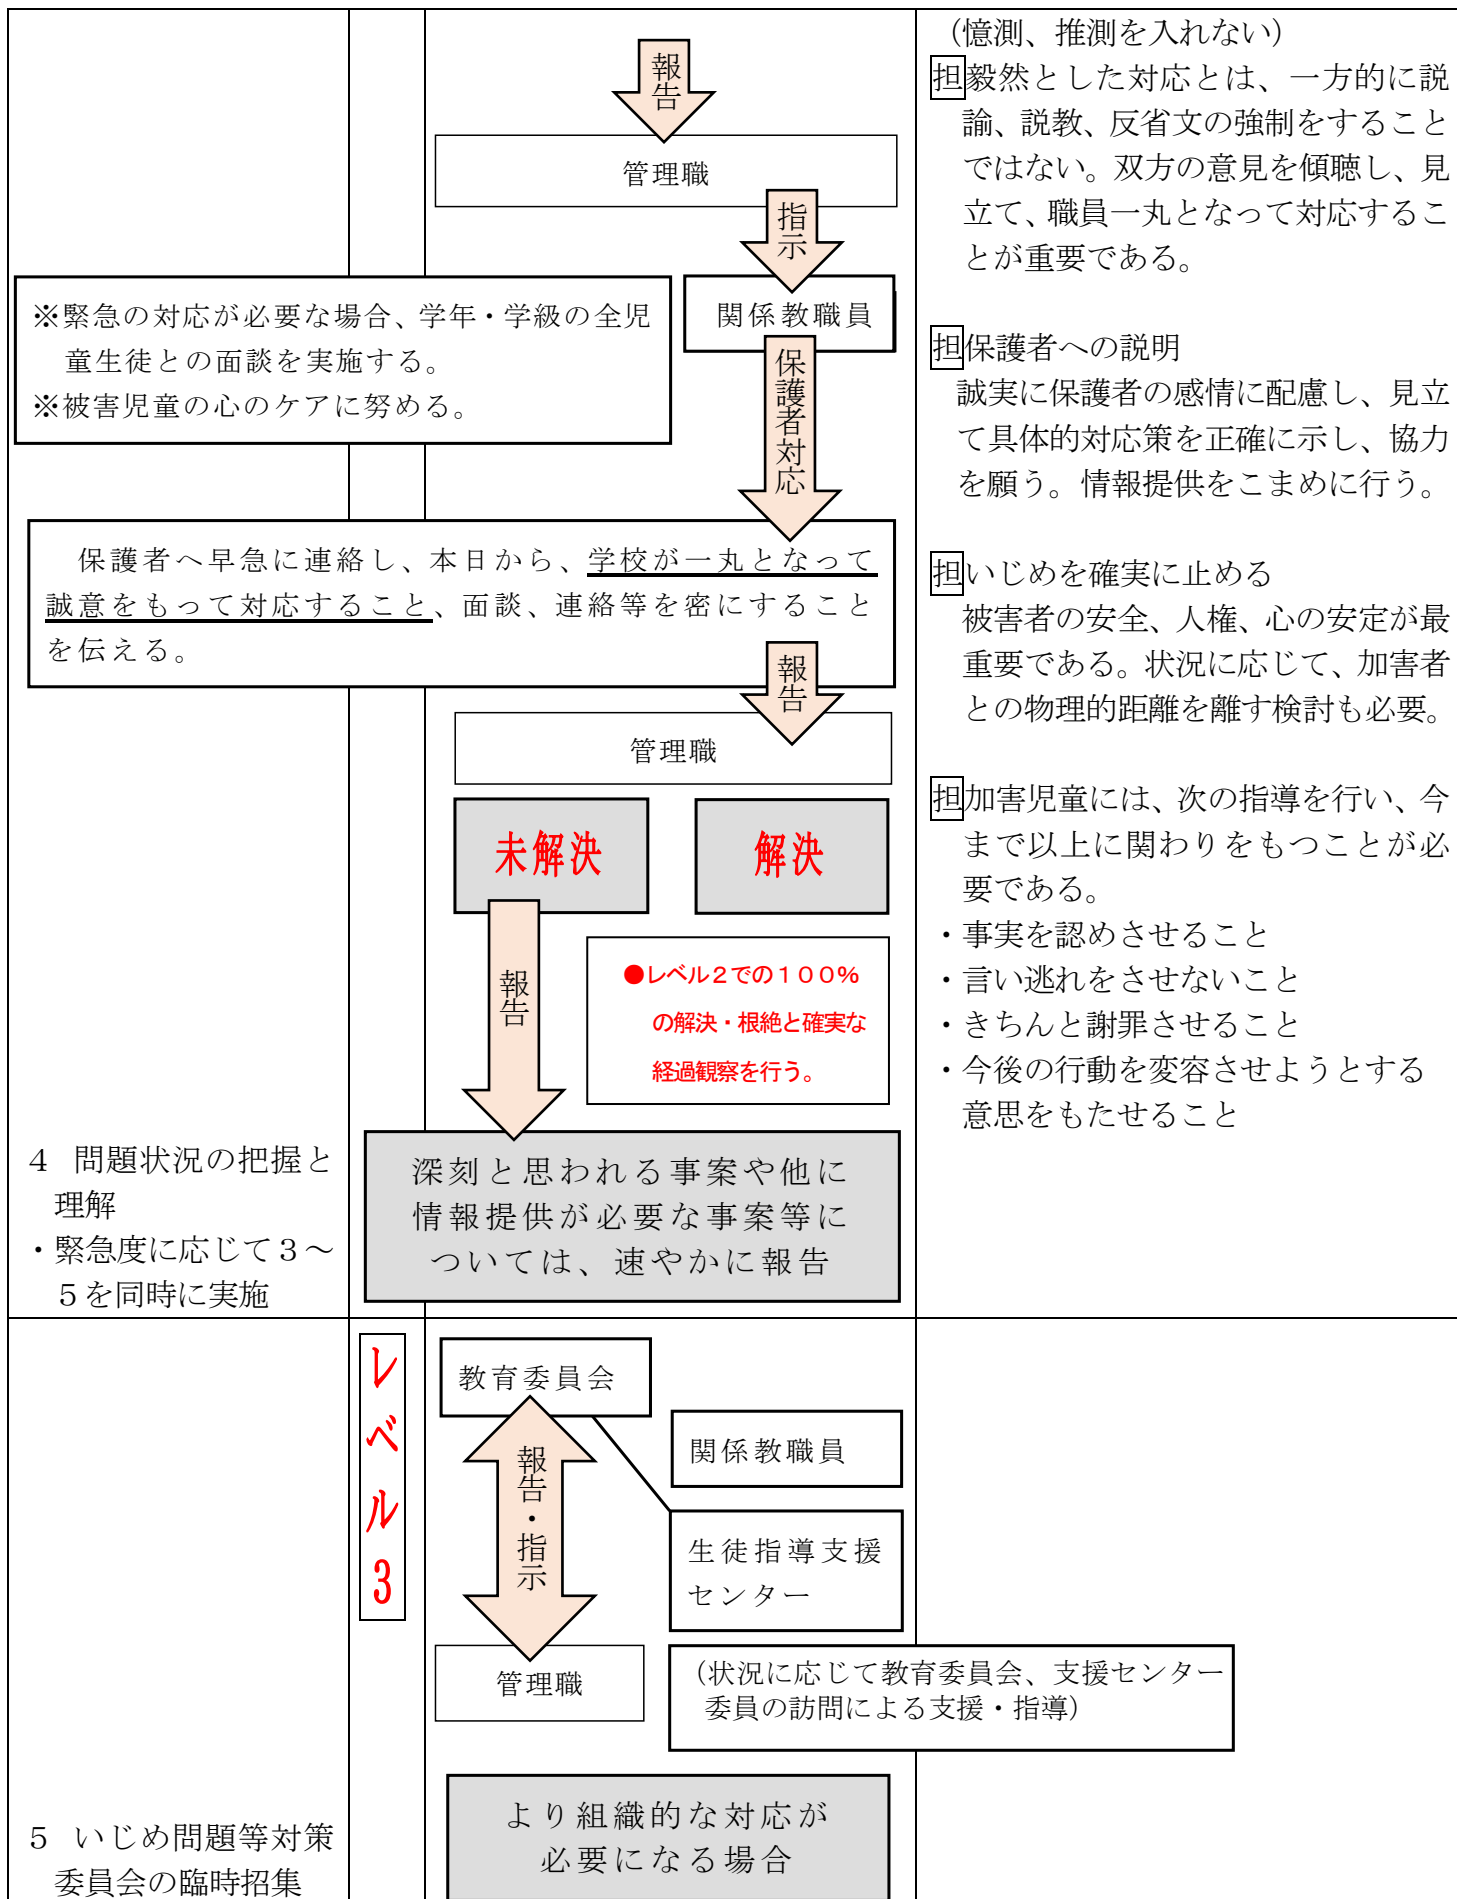 報告
管理職
指示
※緊急の対応が必要な場合、学年・学級の全児
童生徒との面談を実施する。
※被害児童の心のケアに努める。
関係教職員
保護者対応
保護者へ早急に連絡し、本日から、学校が一丸となって
誠意をもって対応すること、面談、連絡等を密にすること
を伝える。
報告
管理職
未解決
解決
報告
●レベル2での100%
の解決・根絶と確実な
経過観察を行う。
4 問題状況の把握と
理解
・緊急度に応じて3~
5を同時に実施
深刻と思われる事案や他に
情報提供が必要な事案等に
ついては、速やかに報告
(憶測、推測を入れない)
担毅然とした対応とは、一方的に説
諭、説教、反省文の強制をすること
ではない。双方の意見を傾聴し、見
立て、職員一丸となって対応するこ
とが重要である。
担保護者への説明
誠実に保護者の感情に配慮し、見立
て具体的対応策を正確に示し、協力
を願う。情報提供をこまめに行う。
担いじめを確実に止める
被害者の安全、人権、心の安定が最
重要である。状況に応じて、加害者
との物理的距離を離す検討も必要。
担加害児童には、次の指導を行い、今
まで以上に関わりをもつことが必
要である。
・事実を認めさせること
・言い逃れをさせないこと
・きちんと謝罪させること
・今後の行動を変容させようとする
意思をもたせること
レベル3
教育委員会
関係教職員
報告・指示
生徒指導支援
センター
管理職
(状況に応じて教育委員会、支援センター
委員の訪問による支援・指導)
5 いじめ問題等対策
委員会の臨時招集
より組織的な対応が
必要になる場合